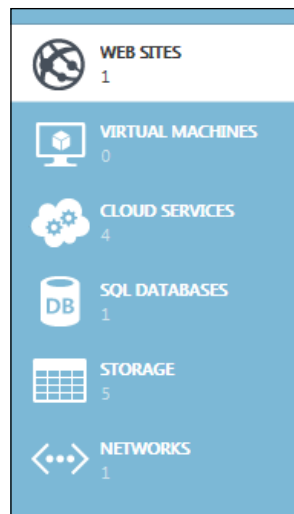 WEB SITES
1
VIRTUAL MACHINES
0
CLOUD SERVICES
4
SQL DATABASES
DB
1
STORAGE
5
NETWORKS
1